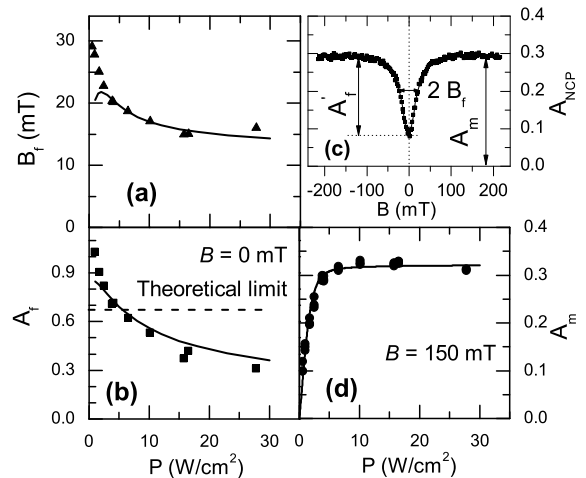 30
20
10
0
B_f (mT)
(a)
0.3
0.2
0.1
0.0
A_NCP
A'_f
2 B_f
A_m
(c)
-200
-100
0
100
200
B (mT)
0.9
0.6
0.3
0.0
A_f
B = 0 mT
Theoretical limit
(b)
0
10
20
30
P (W/cm²)
0.4
0.3
0.2
0.1
0.0
A_m
B = 150 mT
(d)
0
10
20
30
P (W/cm²)